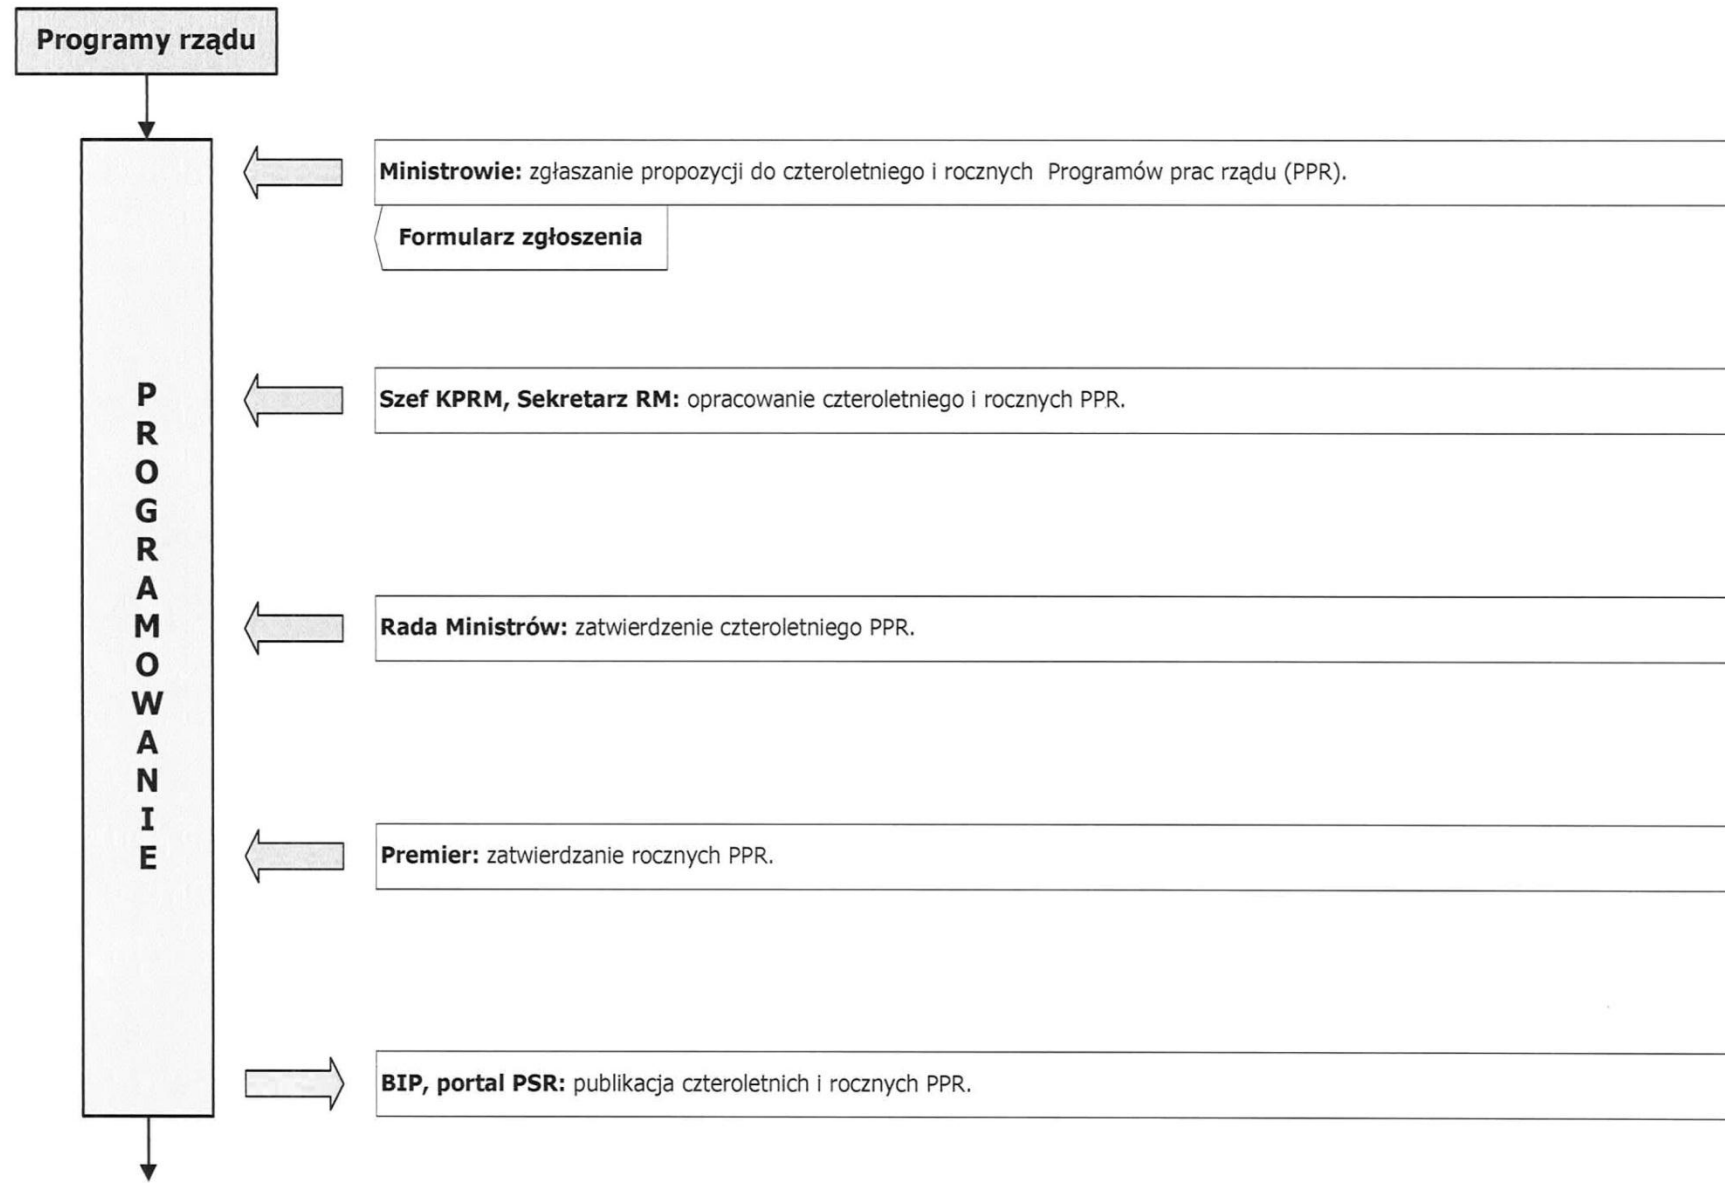 Programy rządu
Ministrowie: zgłaszanie propozycji do czteroletniego i rocznych Programów prac rządu (PPR).
Formularz zgłoszenia
Szef KPRM, Sekretarz RM: opracowanie czteroletniego i rocznych PPR.
PROGRAMOWANIE
Rada Ministrów: zatwierdzenie czteroletniego PPR.
Premier: zatwierdzanie rocznych PPR.
BIP, portal PSR: publikacja czteroletnich i rocznych PPR.